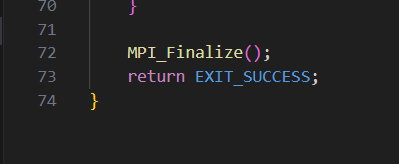 70 }
71
72 MPI_Finalize();
73 return EXIT_SUCCESS;
74 }